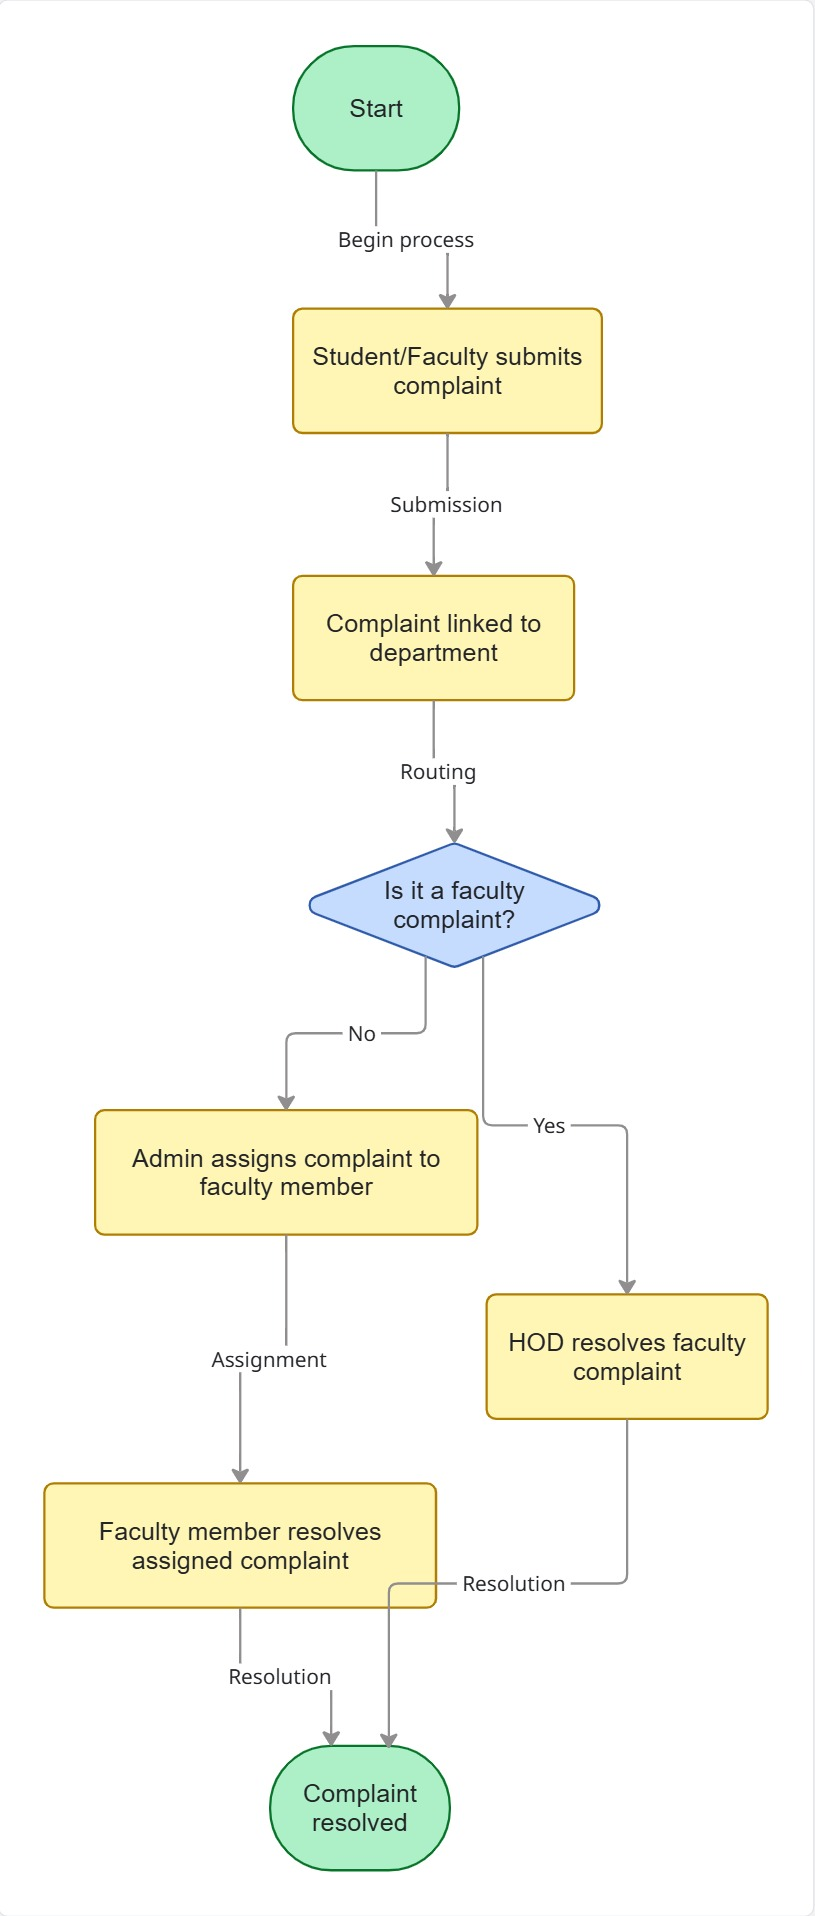 Start
Begin process
Student/Faculty submits
complaint
Submission
Complaint linked to
department
Routing
Is it a faculty
complaint?
No
Yes
Admin assigns complaint to
faculty member
HOD resolves faculty
complaint
Assignment
Faculty member resolves
assigned complaint
Resolution
Resolution
Complaint
resolved